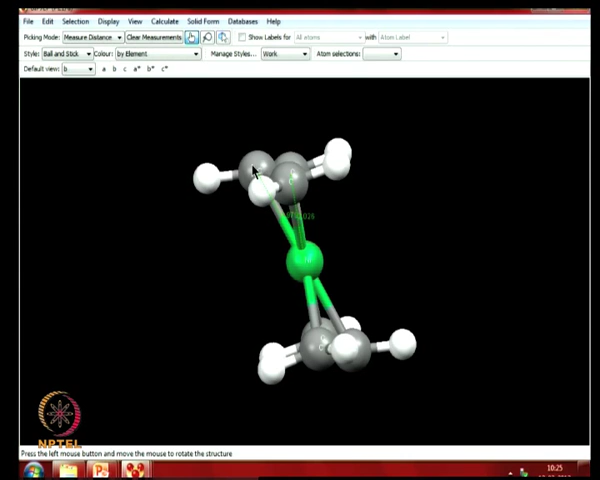 File Edit Selection Display View Calculate Solid Form Databases Help
Picking Mode: Measure Distance Clear Measurements Show Labels for All atoms with Atom Label
Style: Ball and Stick Colour: by Element Manage Styles... Work Atom selections:
Default view: b a b c a* b* c*
NPTEL
Press the left mouse button and move the mouse to rotate the structure
10:25